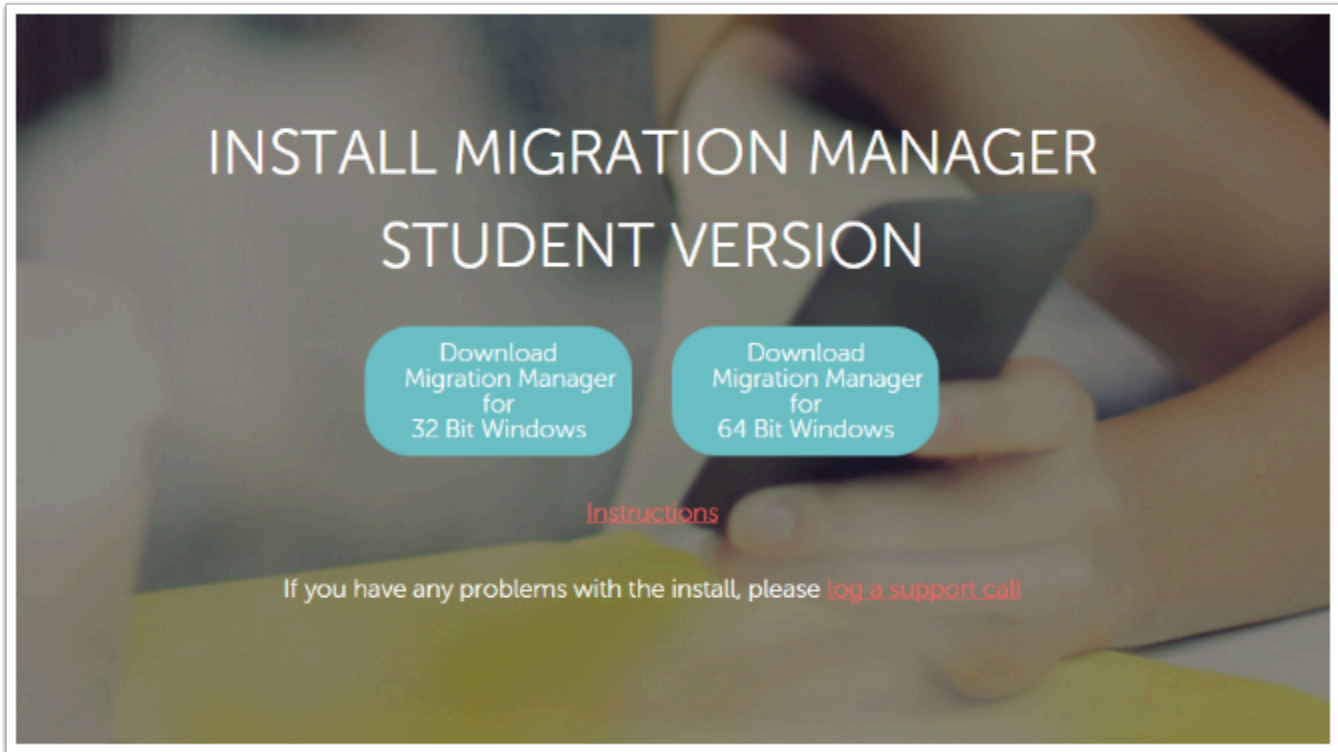 INSTALL MIGRATION MANAGER
STUDENT VERSION
Download
Migration Manager
for
32 Bit Windows
Download
Migration Manager
for
64 Bit Windows
Instructions
If you have any problems with the install, please log a support call